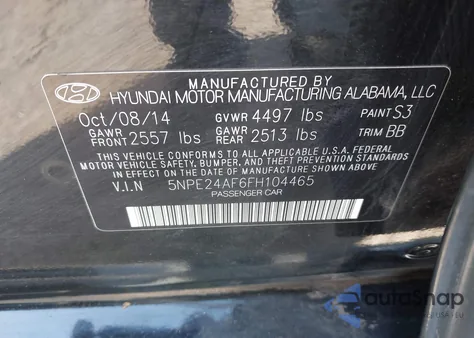 MANUFACTURED BY
HYUNDAI MOTOR MANUFACTURING ALABAMA, LLC
Oct/08/14 GVWR 4497 lbs PAINT S3
GAWR FRONT 2557 lbs GAWR REAR 2513 lbs TRIM BB
THIS VEHICLE CONFORMS TO ALL APPLICABLE U.S.A. FEDERAL
MOTOR VEHICLE SAFETY, BUMPER, AND THEFT PREVENTION
STANDARDS IN EFFECT ON THE DATE OF MANUFACTURE SHOWN ABOVE.
V.I.N 5NPE24AF6FH104465
PASSENGER CAR
autosnap